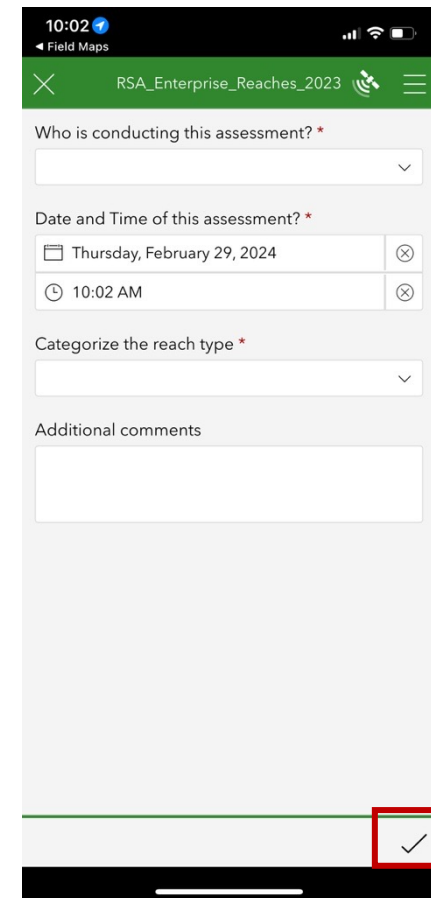 10:02
◄ Field Maps
RSA_Enterprise_Reaches_2023
Who is conducting this assessment? *
Date and Time of this assessment? *
Thursday, February 29, 2024
10:02 AM
Categorize the reach type *
Additional comments